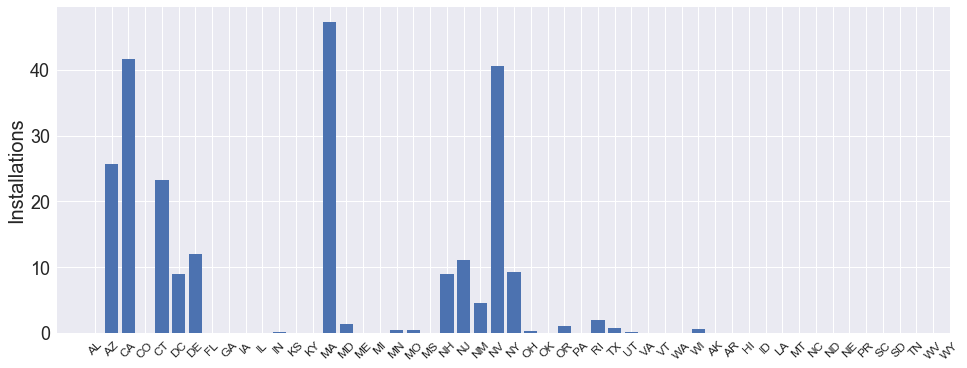 Installations
40
30
20
10
0
AL AZ CA CO CT DC DE FL GA IA IL IN KS KY MA MD ME MI MN MO MS NH NJ NM NV NY OH OK OR PA RI TX UT VA VT WA WI AK AR HI ID LA MT NC ND NE PR SC SD TN WV WY